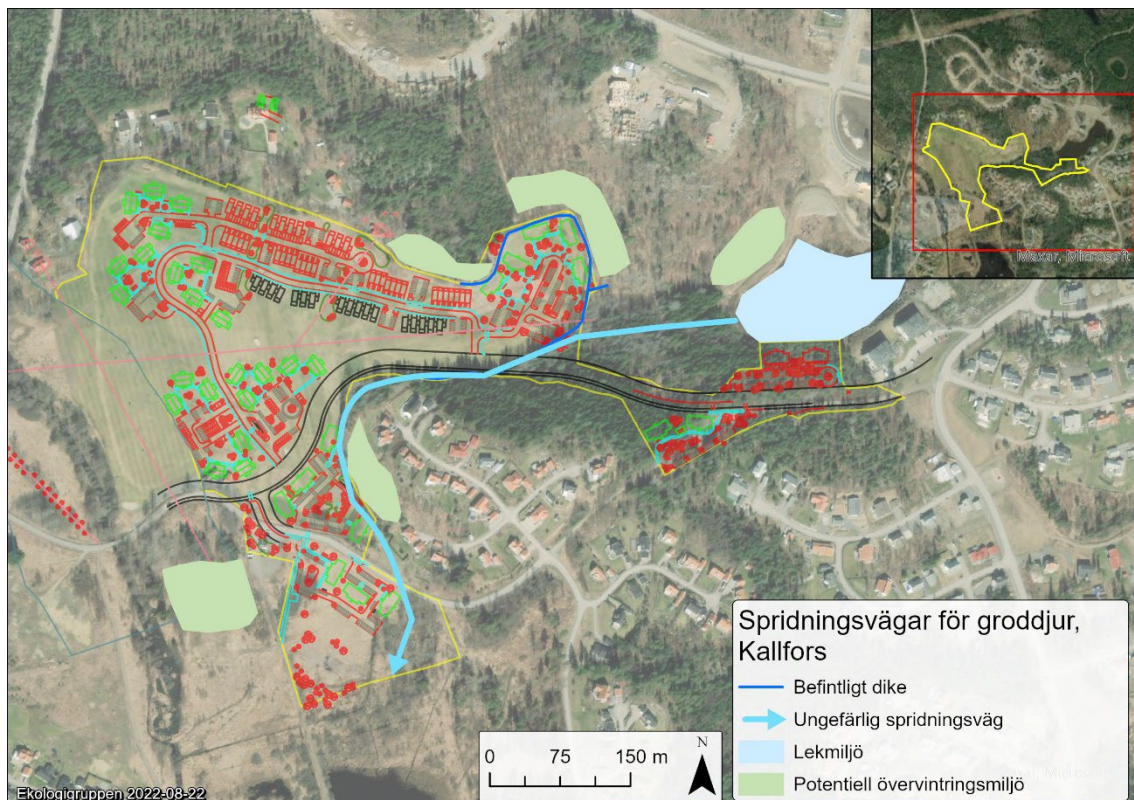 Maxar, Microsoft
Spridningsvägar för groddjur,
Kallfors
Befintligt dike
Ungefärlig spridningsväg
Lekmiljö
Potentiell övervintringsmiljö
0 75 150 m
N
Ekologigruppen 2022-08-22